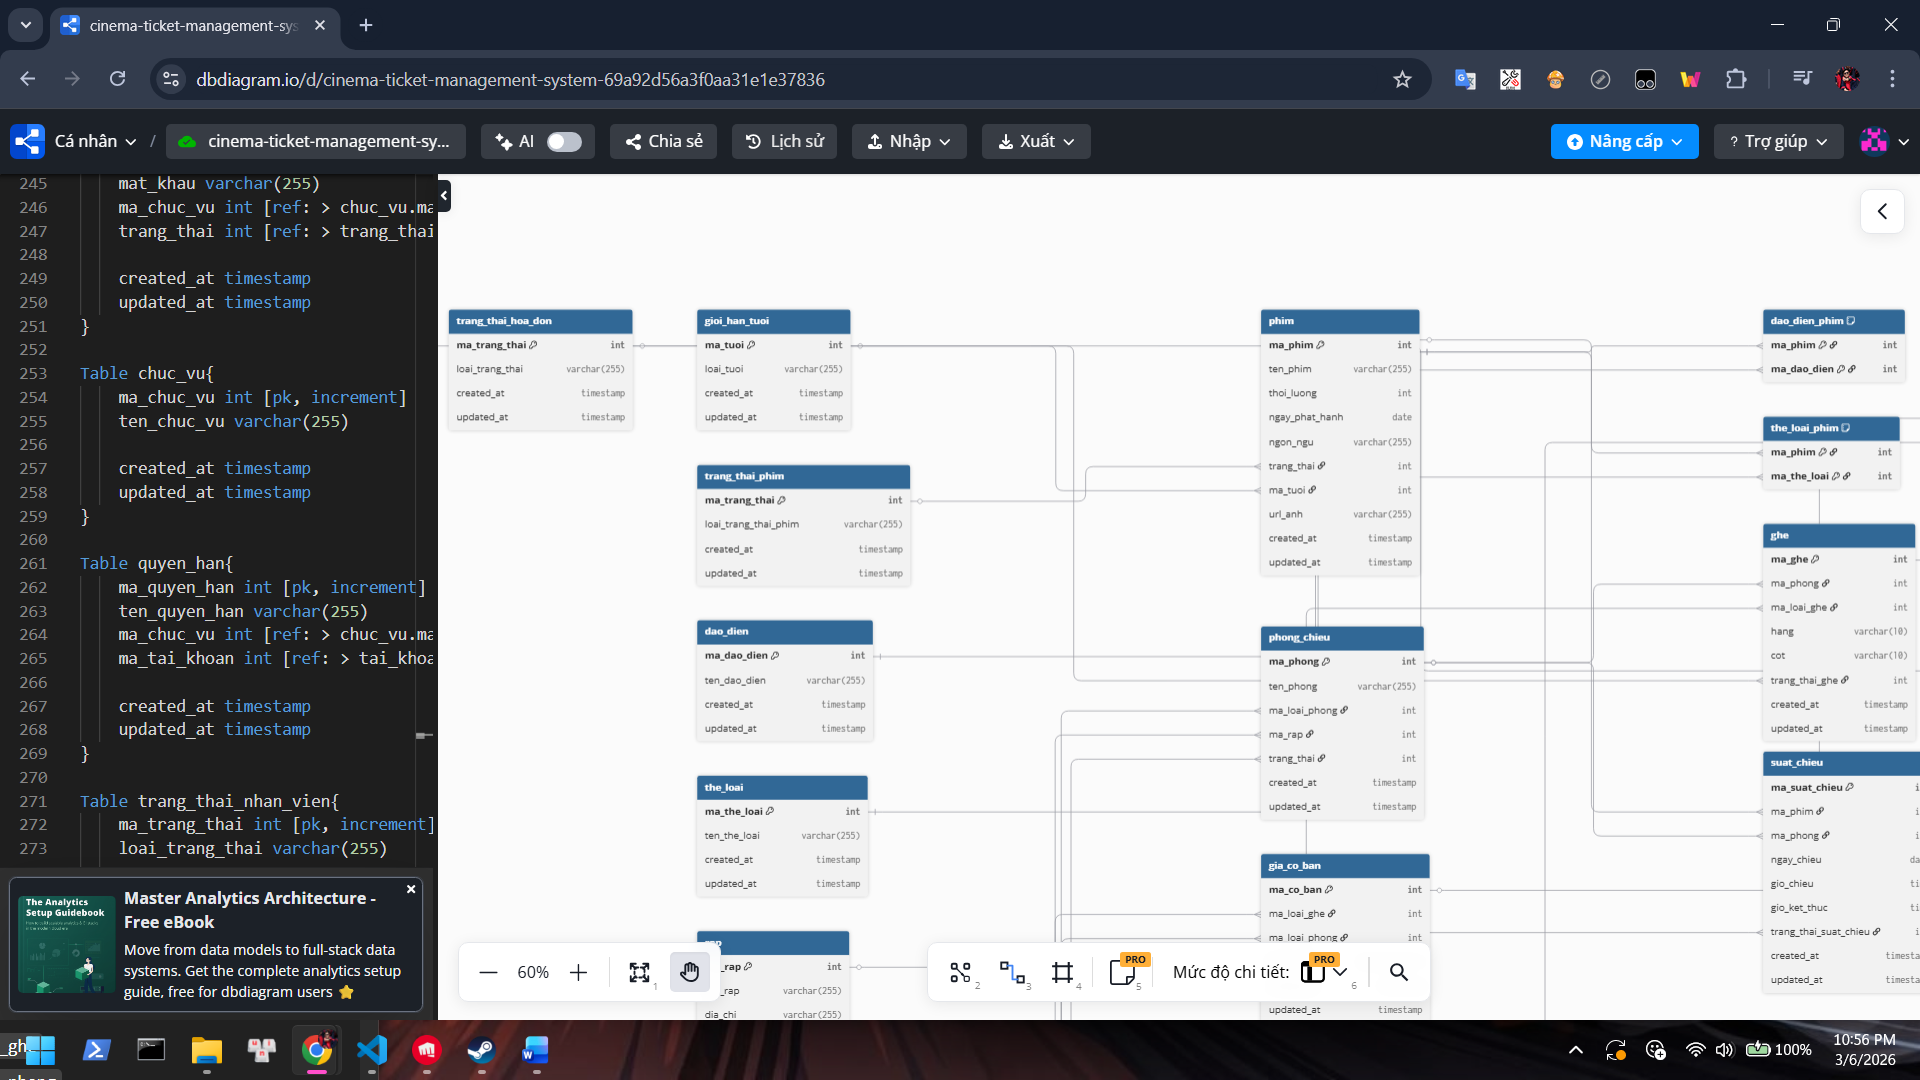 cinema-ticket-management-sys
dbdiagram.io/d/cinema-ticket-management-system-69a92d56a3f0aa31e1e37836
Cá nhân
/
cinema-ticket-management-sy...
AI
Chia sẻ
Lịch sử
Nhập
Xuất
Nâng cấp
? Trợ giúp
245 mat_khau varchar(255)
246 ma_chuc_vu int [ref: > chuc_vu.ma
247 trang_thai int [ref: > trang_thai
248
249 created_at timestamp
250 updated_at timestamp
251 }
252
253 Table chuc_vu{
254 ma_chuc_vu int [pk, increment]
255 ten_chuc_vu varchar(255)
256
257 created_at timestamp
258 updated_at timestamp
259 }
260
261 Table quyen_han{
262 ma_quyen_han int [pk, increment]
263 ten_quyen_han varchar(255)
264 ma_chuc_vu int [ref: > chuc_vu.ma
265 ma_tai_khoan int [ref: > tai_khoa
266
267 created_at timestamp
268 updated_at timestamp
269 }
270
271 Table trang_thai_nhan_vien{
272 ma_trang_thai int [pk, increment]
273 loai_trang_thai varchar(255)
The Analytics
Setup Guidebook
Master Analytics Architecture -
Free eBook
Move from data models to full-stack data
systems. Get the complete analytics setup
guide, free for dbdiagram users ⭐
trang_thai_hoa_don
ma_trang_thai int
loai_trang_thai varchar(255)
created_at timestamp
updated_at timestamp
gioi_han_tuoi
ma_tuoi int
loai_tuoi varchar(255)
created_at timestamp
updated_at timestamp
trang_thai_phim
ma_trang_thai int
loai_trang_thai_phim varchar(255)
created_at timestamp
updated_at timestamp
dao_dien
ma_dao_dien int
ten_dao_dien varchar(255)
created_at timestamp
updated_at timestamp
the_loai
ma_the_loai int
ten_the_loai varchar(255)
created_at timestamp
updated_at timestamp
_rap int
_rap varchar(255)
dia_chi varchar(255)
phim
ma_phim int
ten_phim varchar(255)
thoi_luong int
ngay_phat_hanh date
ngon_ngu varchar(255)
trang_thai int
ma_tuoi int
url_anh varchar(255)
created_at timestamp
updated_at timestamp
phong_chieu
ma_phong int
ten_phong varchar(255)
ma_loai_phong int
ma_rap int
trang_thai int
created_at timestamp
updated_at timestamp
gia_co_ban
ma_co_ban int
ma_loai_ghe int
ma_loai_phong int
updated_at timestamp
dao_dien_phim
ma_phim int
ma_dao_dien int
the_loai_phim
ma_phim int
ma_the_loai int
ghe
ma_ghe int
ma_phong int
ma_loai_ghe int
hang varchar(10)
cot varchar(10)
trang_thai_ghe int
created_at timestamp
updated_at timestamp
suat_chieu
ma_suat_chieu i
ma_phim i
ma_phong i
ngay_chieu da
gio_chieu ti
gio_ket_thuc ti
trang_thai_suat_chieu i
created_at timesta
updated_at timesta
60%
1
2
3
4
PRO
5
Mức độ chi tiết:
PRO
6
_gh
100%
10:56 PM
3/6/2026